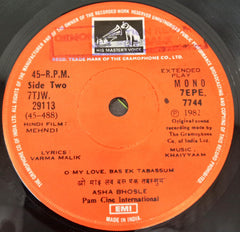 HIS MASTER'S VOICE
REGD. TRADE MARK OF THE GRAMOPHONE CO.
45-R.P.M.
Side Two
7TJW.
29113
(45-488)
HINDI FILM:
MEHNDI
EXTENDED
PLAY
MONO
7EPE.
7744
℗ 1982
Original sound
recording made by
The Gramophone
Co. of India Ltd.
LYRICS:
VARMA MALIK
MUSIC:
KHAIYYAAM
O MY LOVE, BAS EK TABASSUM
ASHA BHOSLE
Pam Cine International
EMI
MADE IN INDIA